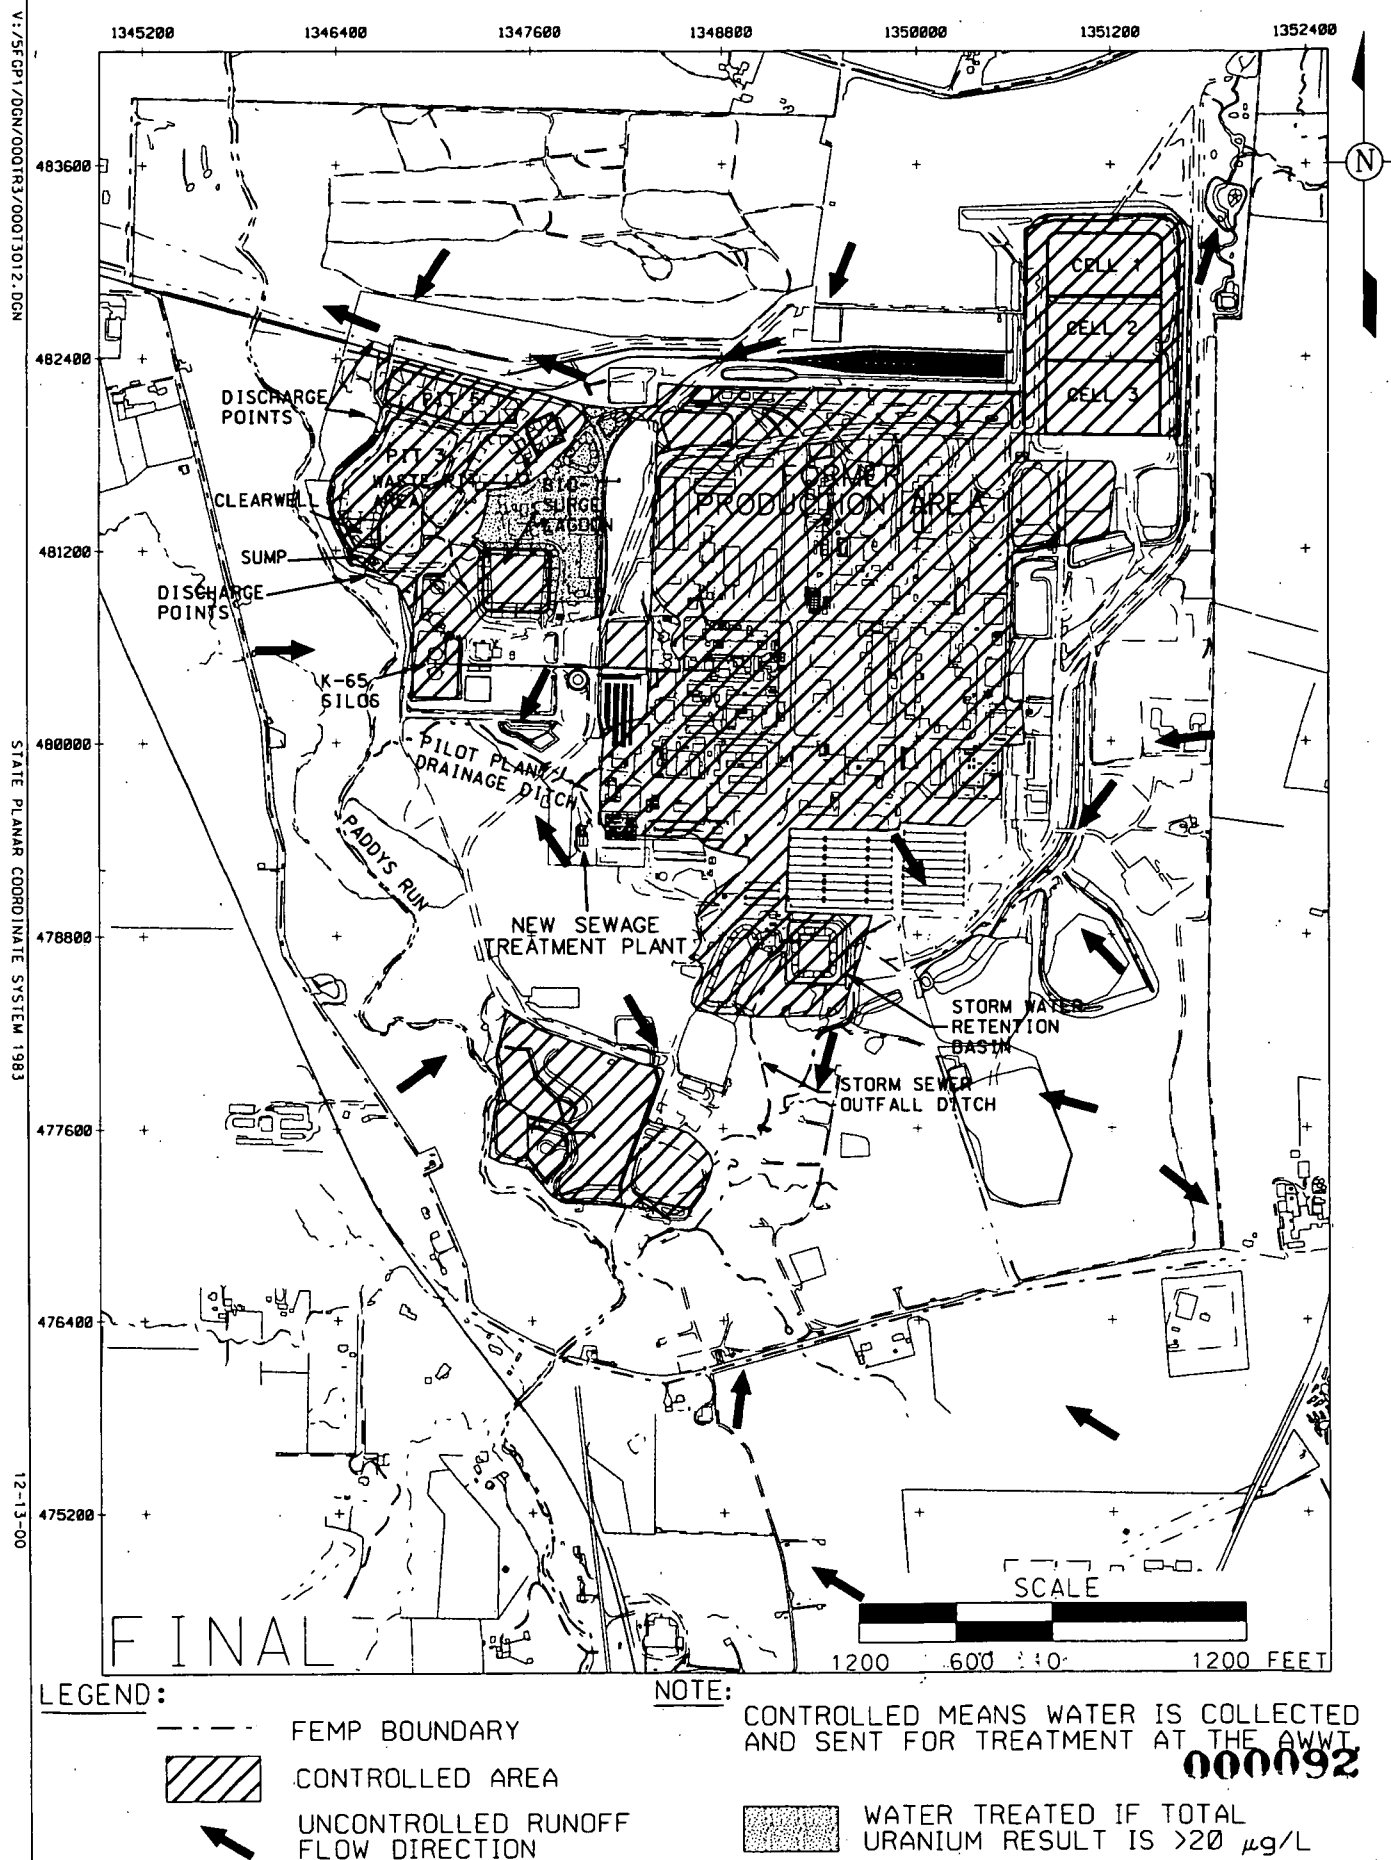 1345200 1346400 1347600 1348800 1350000 1351200 1352400
V:/5FGP1/DGN/OOOTR3/OOOT3012.DGN
STATE PLANAR COORDINATE SYSTEM 1983
12-13-00
N
483600
482400
481200
480000
478800
477600
476400
475200
CELL 1
CELL 2
CELL 3
DISCHARGE
POINTS
PIT 5
PIT 3
WASTE PIT
AREA
CLEARWELL
SUMP
DISCHARGE
POINTS
BIO-
SURGE
LAGOON
FORMER
PRODUCTION AREA
K-65
SILOS
PILOT PLANT
DRAINAGE DITCH
PADDYS RUN
NEW SEWAGE
TREATMENT PLANT
STORM WATER
RETENTION
BASIN
STORM SEWER
OUTFALL DITCH
SCALE
1200 600 0 1200 FEET
FINAL
LEGEND:
FEMP BOUNDARY
CONTROLLED AREA
UNCONTROLLED RUNOFF
FLOW DIRECTION
NOTE:
CONTROLLED MEANS WATER IS COLLECTED
AND SENT FOR TREATMENT AT THE AWWT.
000092
WATER TREATED IF TOTAL
URANIUM RESULT IS >20 μg/L